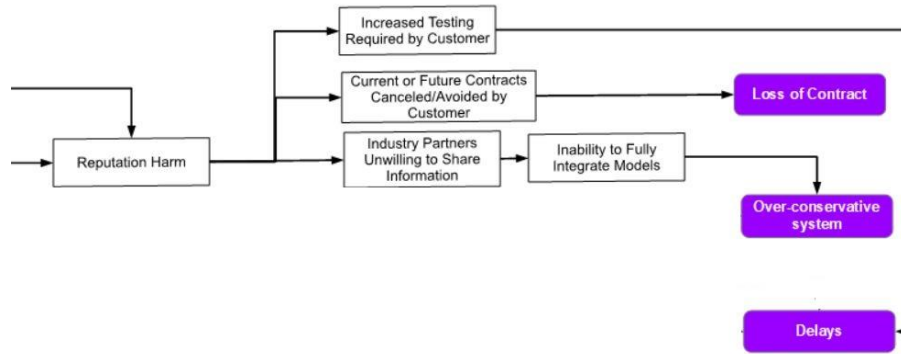 Increased Testing
Required by Customer
Current or Future Contracts
Canceled/Avoided by
Customer
Loss of Contract
Reputation Harm
Industry Partners
Unwilling to Share
Information
Inability to Fully
Integrate Models
Over-conservative
system
Delays